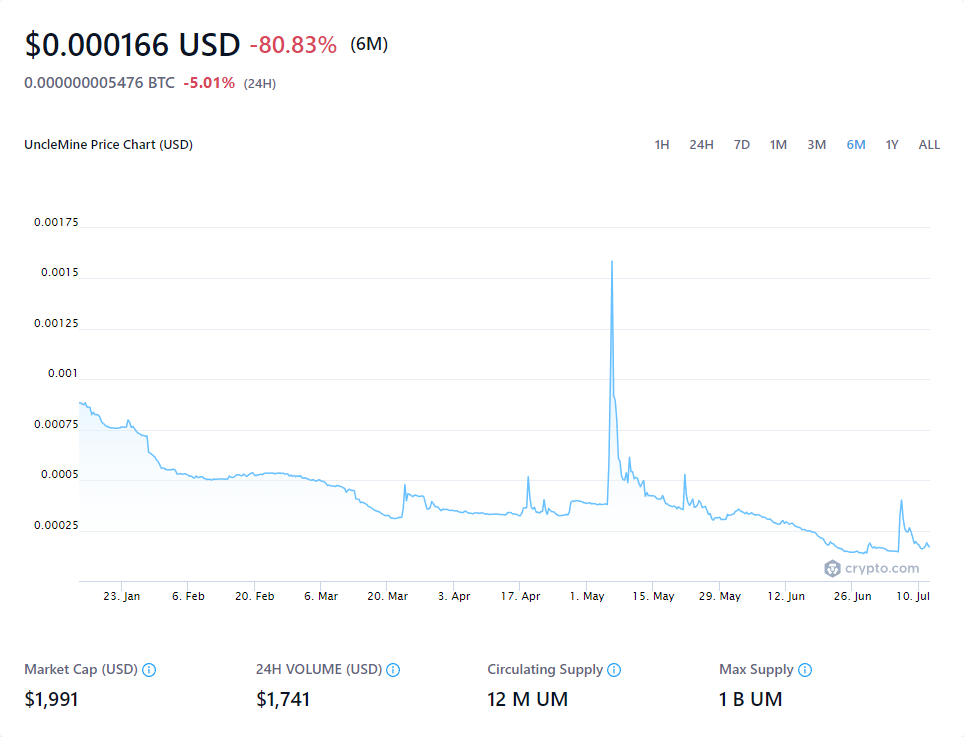 $0.000166 USD -80.83% (6M)
0.000000005476 BTC -5.01% (24H)
UncleMine Price Chart (USD) 1H 24H 7D 1M 3M 6M 1Y ALL
0.00175
0.0015
0.00125
0.001
0.00075
0.0005
0.00025
crypto.com
23. Jan 6. Feb 20. Feb 6. Mar 20. Mar 3. Apr 17. Apr 1. May 15. May 29. May 12. Jun 26. Jun 10. Jul
Market Cap (USD) 24H VOLUME (USD) Circulating Supply Max Supply
$1,991 $1,741 12 M UM 1 B UM